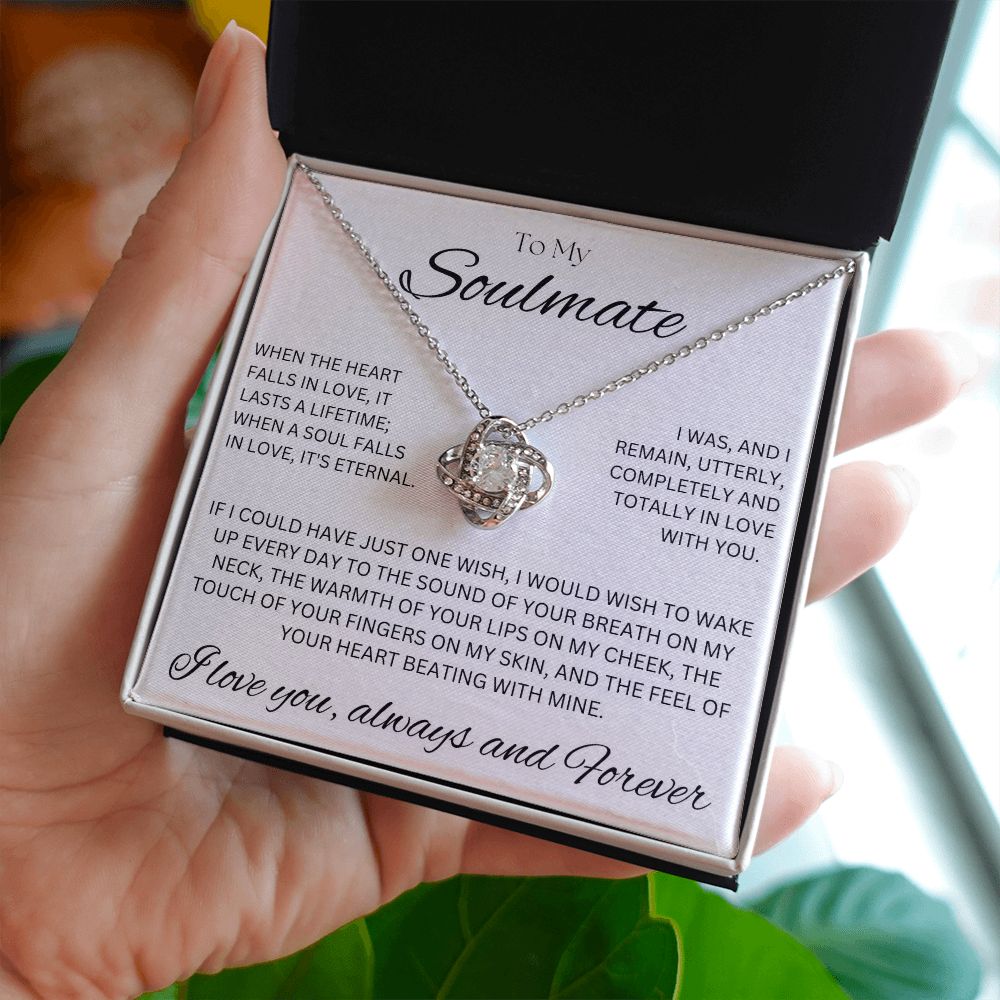 To My
Soulmate
WHEN THE HEART
FALLS IN LOVE, IT
LASTS A LIFETIME;
WHEN A SOUL FALLS
IN LOVE, IT'S ETERNAL.
I WAS, AND I
REMAIN, UTTERLY,
COMPLETELY AND
TOTALLY IN LOVE
WITH YOU.
IF I COULD HAVE JUST ONE WISH, I WOULD WISH TO WAKE
UP EVERY DAY TO THE SOUND OF YOUR BREATH ON MY
NECK, THE WARMTH OF YOUR LIPS ON MY CHEEK, THE
TOUCH OF YOUR FINGERS ON MY SKIN, AND THE FEEL OF
YOUR HEART BEATING WITH MINE.
I love you, always and Forever